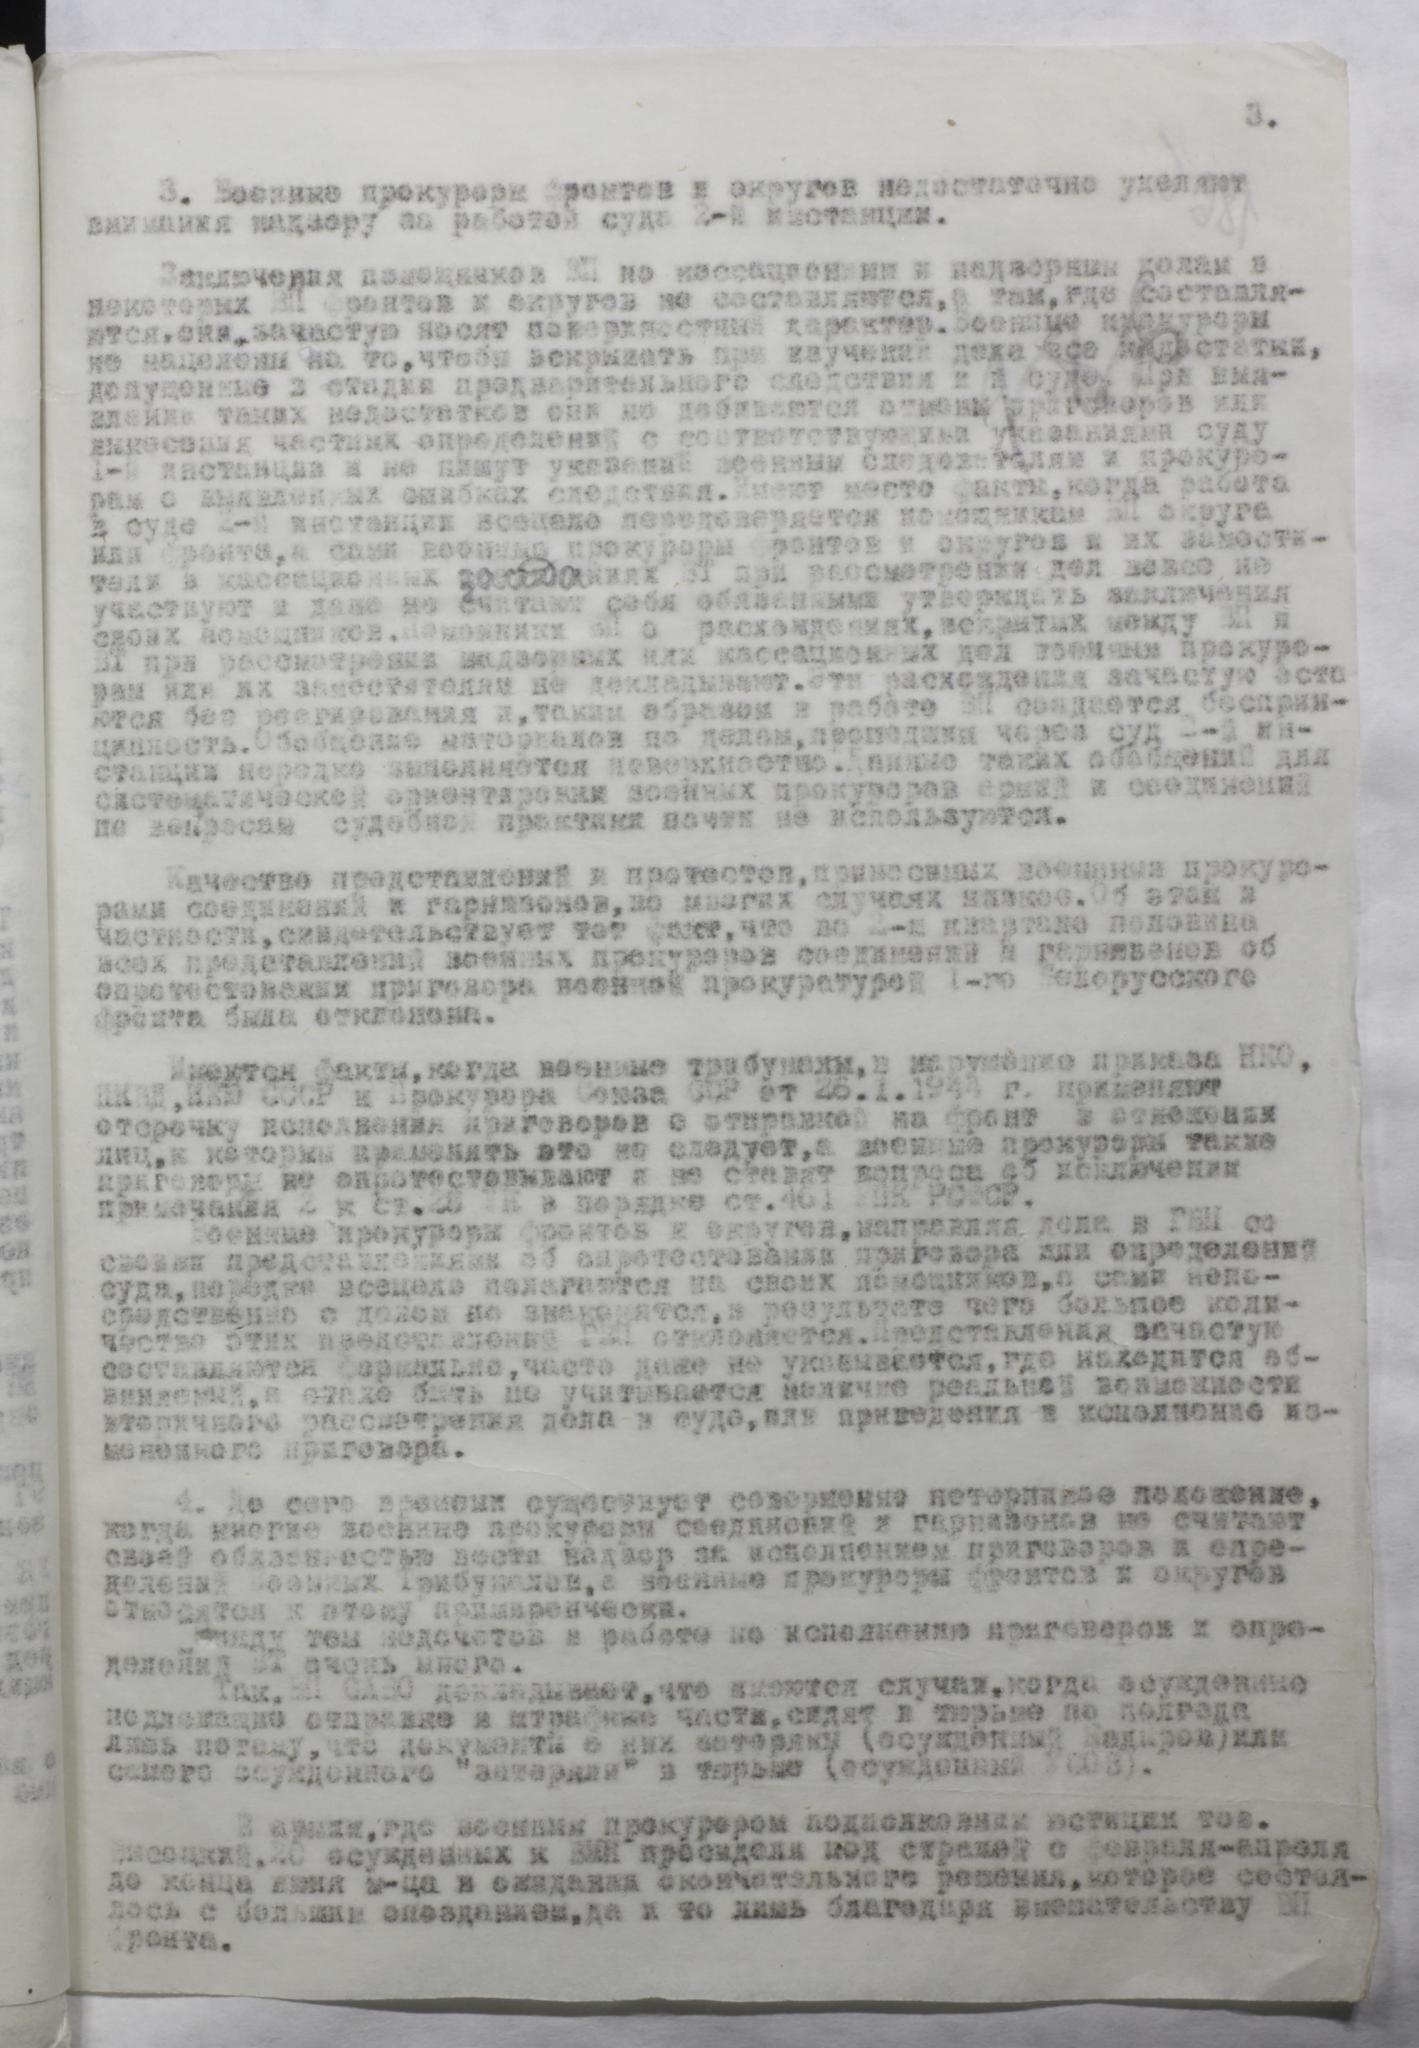 3.
3. Военные прокуроры фронтов и округов недостаточно уделяют
внимания надзору за работой суда 2-й инстанции.
Заключения помощников ВП по кассационным и надзорным делам в
некоторых ВП фронтов и округов не составляются, а там, где составля-
ются, они, зачастую носят поверхностный характер. Военные прокуроры
не нацелены на то, чтобы вскрывать при изучении дела все недостатки,
допущенные в стадии предварительного следствия и в суде. При выя-
влении таких недостатков они не добиваются отмены приговоров или
вынесения частных определений с соответствующими указаниями суду
1-й инстанции и не пишут указаний военным следователям и прокуро-
рам о выявленных ошибках следствия. Имеют место факты, когда работа
в суде 2-й инстанции всецело передоверяется помощникам ВП округа
или фронта, а сами военные прокуроры фронтов и округов и их замести-
тели в кассационных заседаниях ВТ при рассмотрении дел вовсе не
участвуют и даже не считают себя обязанными утверждать заключения
своих помощников. Помощники ВП о расхождениях, вскрытых между ВП и
ВТ при рассмотрении надзорных или кассационных дел военным прокуро-
рам или их заместителям не докладывают. Эти расхождения зачастую оста
ются без реагирования и, таким образом в работе ВП создается бесприн-
ципность. Обобщение материалов по делам, прошедшим через суд 2-й ин-
станции нередко выполняется поверхностно. Данные таких обобщений для
систематической ориентировки военных прокуроров армий и соединений
по вопросам судебной практики почти не используются.
Качество представлений и протестов, приносимых военными прокуро-
рами соединений и гарнизонов, во многих случаях низкое. Об этом в
частности, свидетельствует тот факт, что во 2-м квартале половина
всех представлений военных прокуроров соединений и гарнизонов об
опротестовании приговора военной прокуратурой 1-го Белорусского
фронта была отклонена.
Имеются факты, когда военные трибуналы, в нарушение приказа НКО,
НКВД, НКЮ СССР и Прокурора Союза ССР от 26.1.1944 г. применяют
отсрочку исполнения приговоров с отправкой на фронт в отношении
лиц, к которым применять это не следует, а военные прокуроры такие
приговоры не опротестовывают и не ставят вопроса об исключении
примечания 2 к ст.28 УК в порядке ст.461 УПК РСФСР.
Военные прокуроры фронтов и округов, направляя дела в ГВП со
своими представлениями об опротестовании приговора или определений
суда, нередко всецело полагаются на своих помощников, а сами непо-
средственно с делом не знакомятся, в результате чего большое коли-
чество этих представлений ГВП отклоняется. Представления зачастую
составляются формально, часто даже не указывается, где находится об-
виняемый, а стало быть не учитывается наличие реальной возможности
вторичного рассмотрения дела в суде, или приведения в исполнение из-
мененного приговора.
4. До сего времени существует совершенно нетерпимое положение,
когда многие военные прокуроры соединений и гарнизонов не считают
своей обязанностью вести надзор за исполнением приговоров и опре-
делений Военных Трибуналов, а военные прокуроры фронтов и округов
относятся к этому примиренчески.
Между тем недочетов в работе по исполнению приговоров и опре-
делений ВТ очень много.
Так, ВП САВО докладывает, что имеются случаи, когда осужденные
подлежащие отправке в штрафные части, сидят в тюрьме по полгода
лишь потому, что документы о них затеряны (осужденный Кадыров) или
самого осужденного "затеряли" в тюрьме (осужденный).
В армии, где военным прокурором подполковник юстиции тов.
Высоцкий, осужденных к ВМН просидели под стражей с февраля-апреля
до конца июня м-ца в ожидании окончательного решения, которое состоя-
лось с большим опозданием, да и то лишь благодаря вмешательству ВП
фронта.